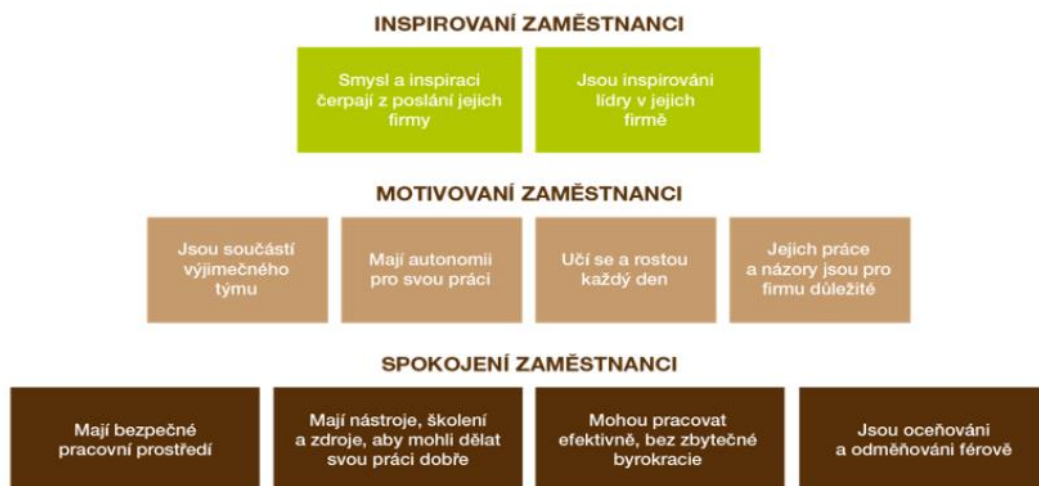 INSPIROVANÍ ZAMĚSTNANCI
Smysl a inspiraci
čerpají z poslání jejich
firmy
Jsou inspirováni
lídry v jejich
firmě
MOTIVOVANÍ ZAMĚSTNANCI
Jsou součástí
výjimečného
týmu
Mají autonomii
pro svou práci
Učí se a rostou
každý den
Jejich práce
a názory jsou pro
firmu důležité
SPOKOJENÍ ZAMĚSTNANCI
Mají bezpečné
pracovní prostředí
Mají nástroje, školení
a zdroje, aby mohli dělat
svou práci dobře
Mohou pracovat
efektivně, bez zbytečné
byrokracie
Jsou oceňováni
a odměňováni férově